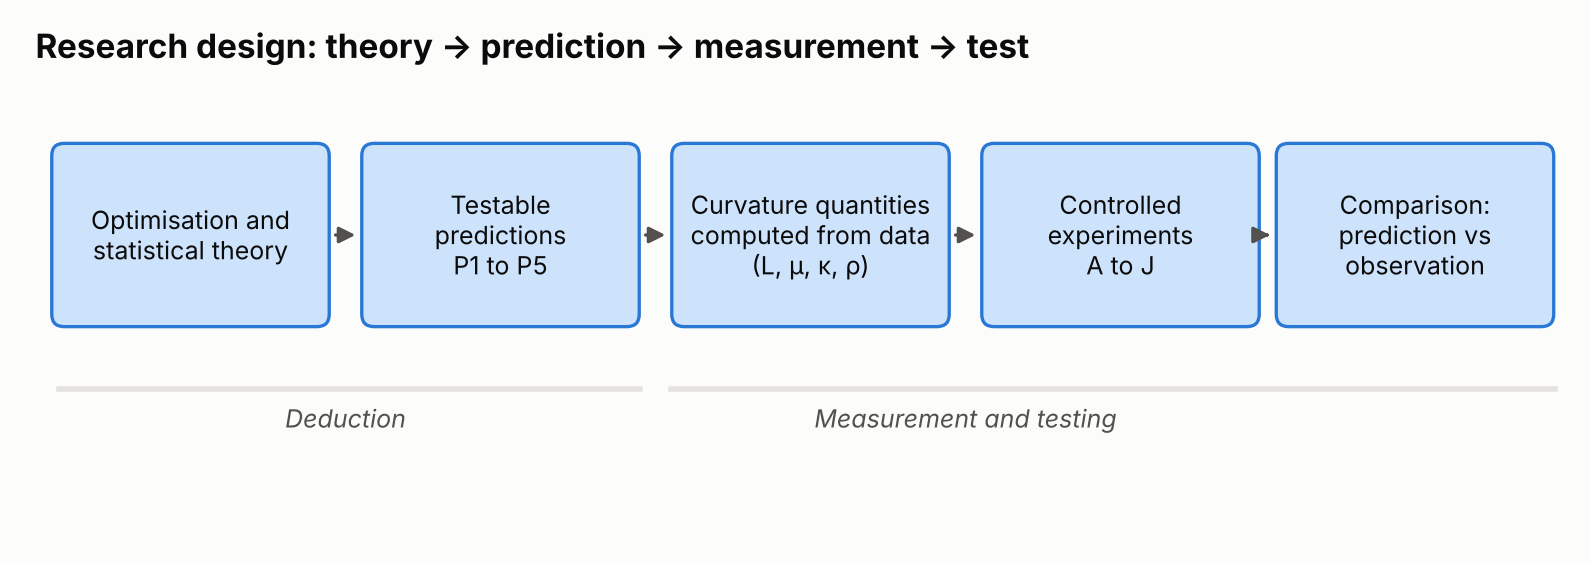 Research design: theory → prediction → measurement → test
Optimisation and
statistical theory
Testable
predictions
P1 to P5
Curvature quantities
computed from data
(L, μ, κ, ρ)
Controlled
experiments
A to J
Comparison:
prediction vs
observation
Deduction
Measurement and testing